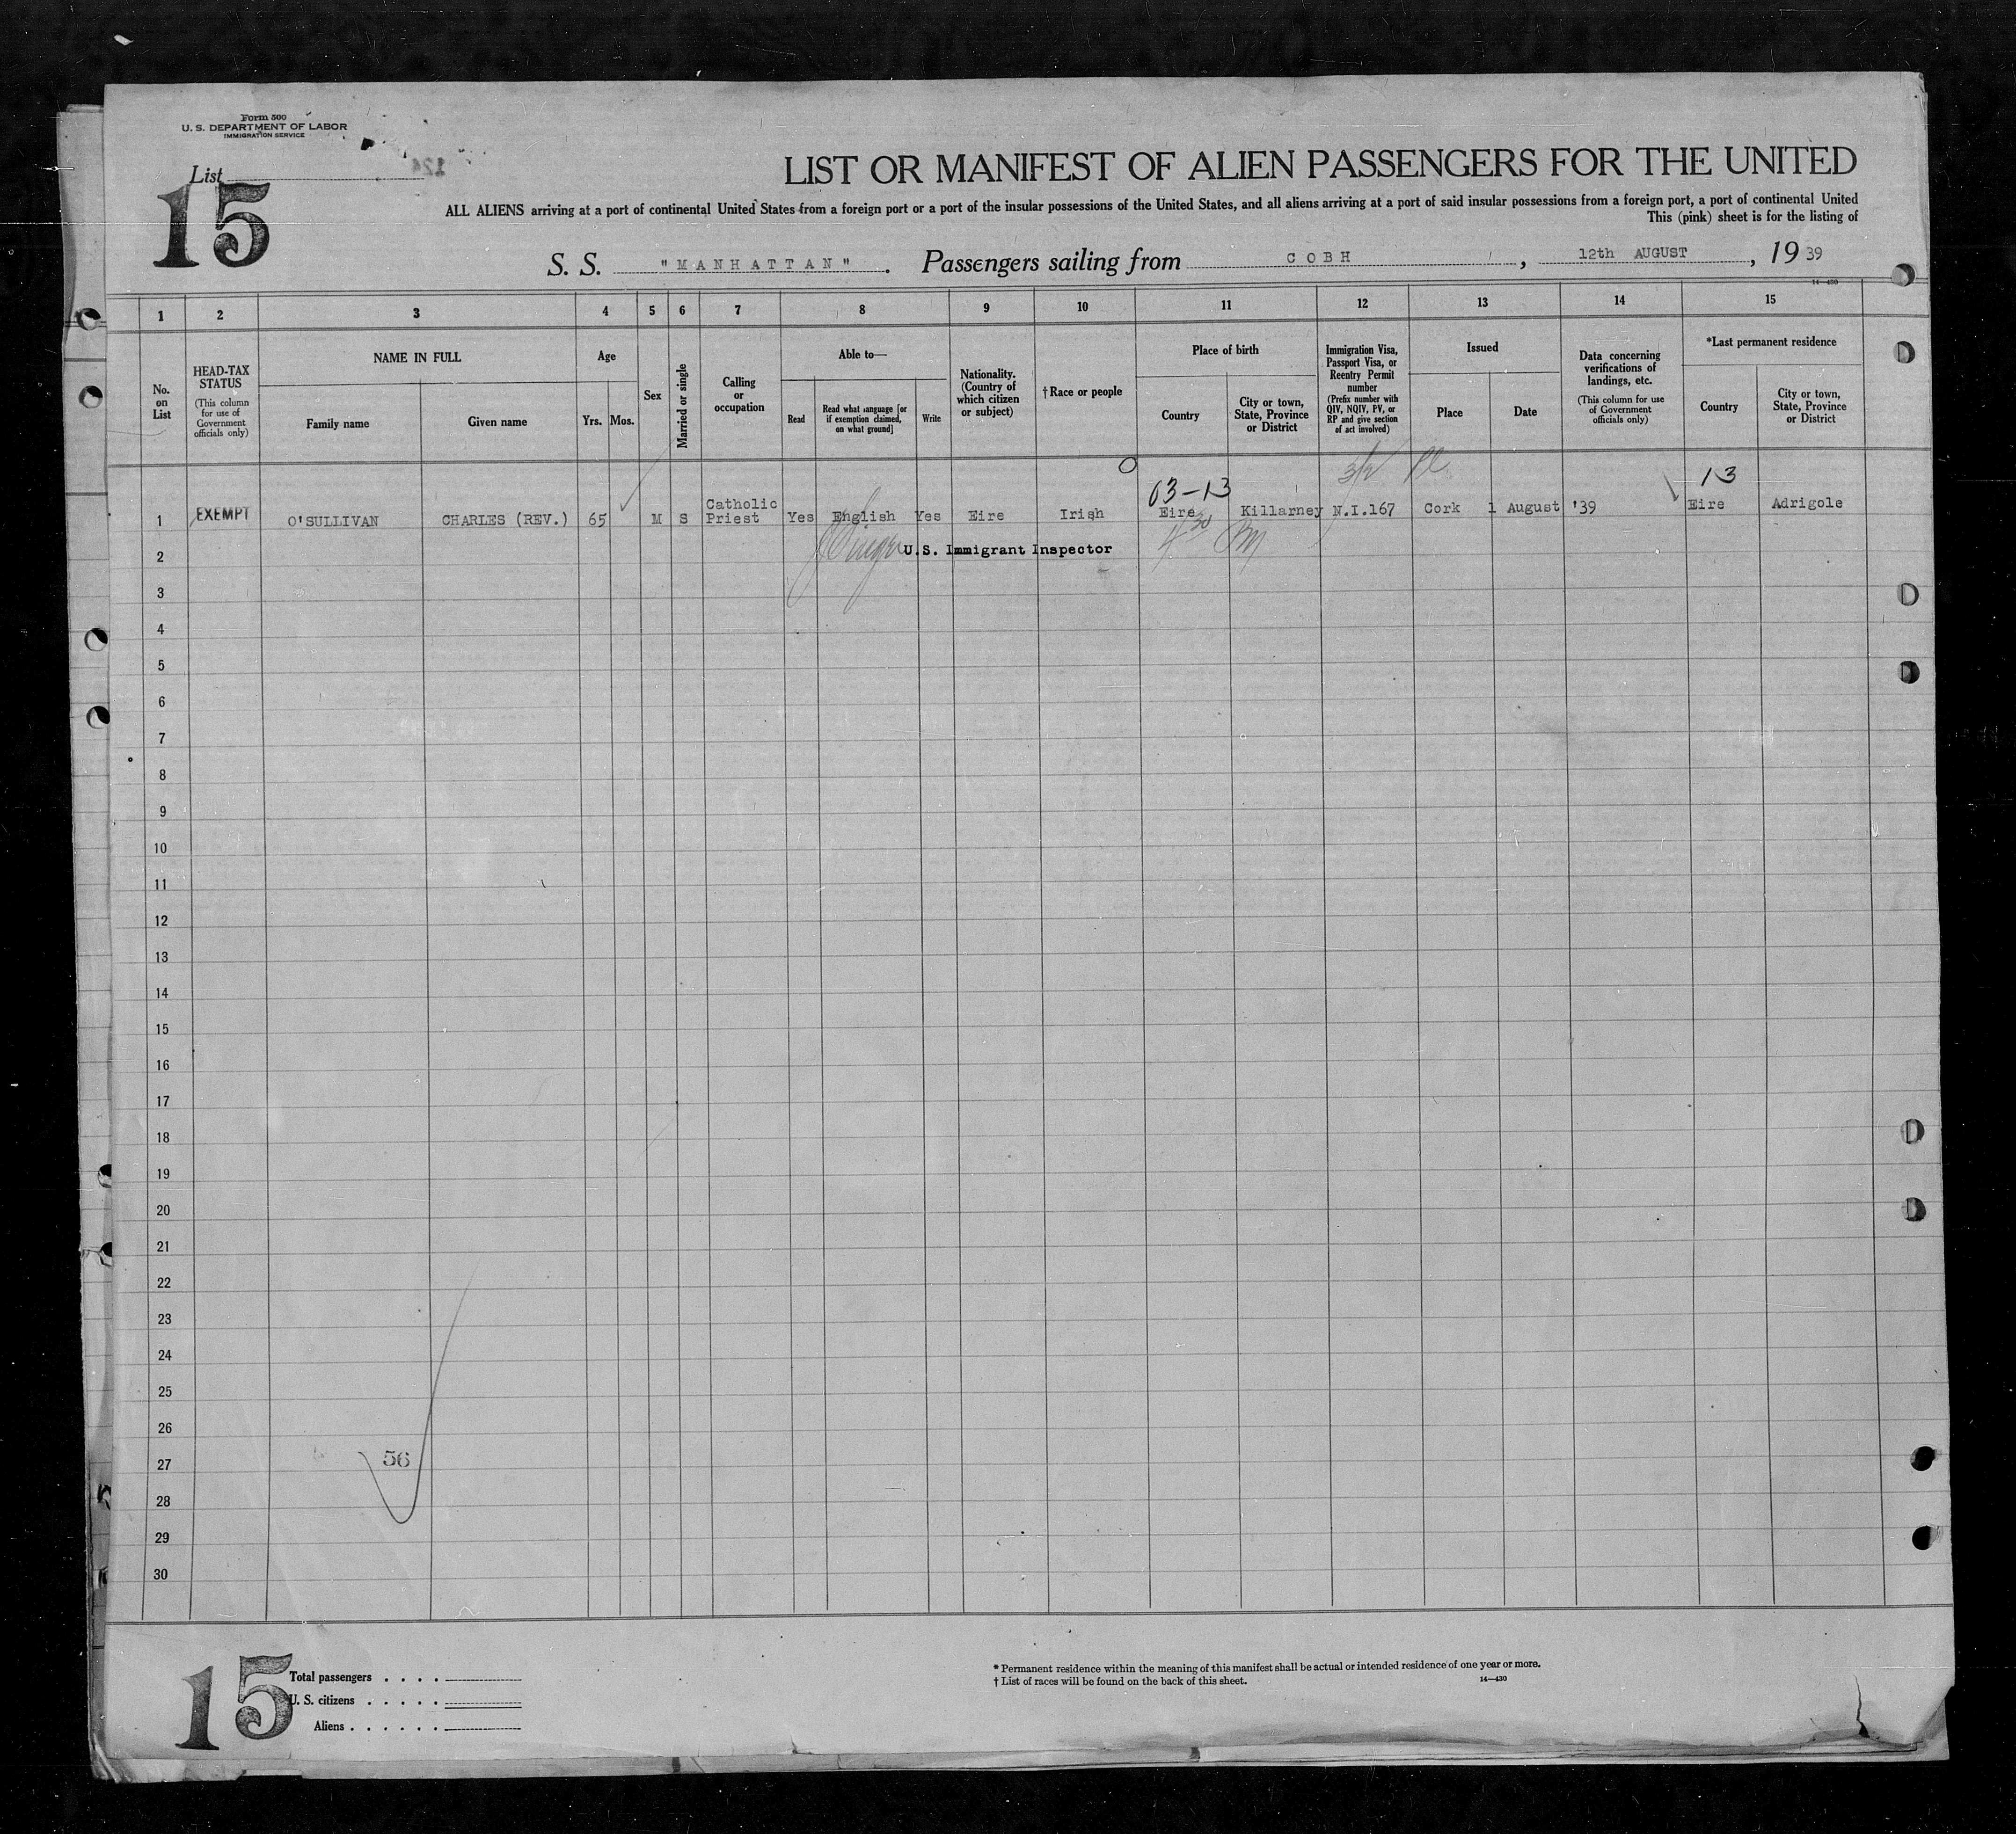 Form 500
U. S. DEPARTMENT OF LABOR
IMMIGRATION SERVICE
List
15
LIST OR MANIFEST OF ALIEN PASSENGERS FOR THE UNITED
ALL ALIENS arriving at a port of continental United States from a foreign port or a port of the insular possessions of the United States, and all aliens arriving at a port of said insular possessions from a foreign port, a port of continental United
This (pink) sheet is for the listing of
S. S. "MANHATTAN". Passengers sailing from COBH, 12th AUGUST, 1939
14—430
1 2 3 4 5 6 7 8 9 10 11 12 13 14 15
No. on List
HEAD-TAX STATUS (This column for use of Government officials only)
NAME IN FULL
Family name
Given name
Age
Yrs. Mos.
Sex
Married or single
Calling or occupation
Able to—
Read
Read what language [or if exemption claimed, on what ground]
Write
Nationality. (Country of which citizen or subject)
† Race or people
Place of birth
Country
City or town, State, Province or District
Immigration Visa, Passport Visa, or Reentry Permit number (Prefix number with QIV, NQIV, PV, or RP and give section of act involved)
Issued
Place
Date
Data concerning verifications of landings, etc. (This column for use of Government officials only)
*Last permanent residence
Country
City or town, State, Province or District
03-13
13
1 EXEMPT O'SULLIVAN CHARLES (REV.) 65 M S Catholic Priest Yes English Yes Eire Irish Eire Killarney N.I.167 Cork 1 August '39 Eire Adrigole
2 U.S. Immigrant Inspector
3
4
5
6
7
8
9
10
11
12
13
14
15
16
17
18
19
20
21
22
23
24
25
26
27 56
28
29
30
15
Total passengers . . . .
U. S. citizens . . . . .
Aliens . . . . . .
* Permanent residence within the meaning of this manifest shall be actual or intended residence of one year or more.
† List of races will be found on the back of this sheet. 14—430